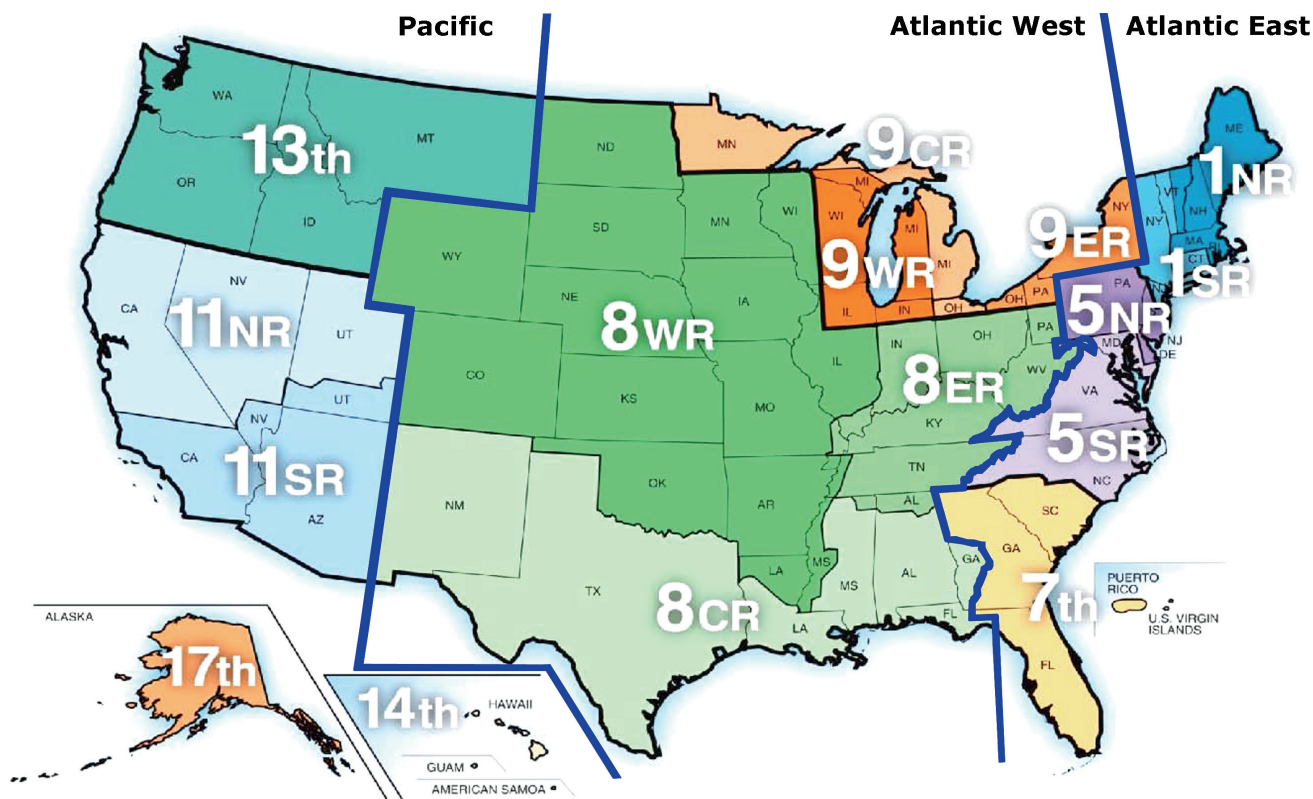 Pacific
Atlantic West
Atlantic East
WA
MT
OR
ID
13th
ND
MN
9CR
MI
ME
VT
NH
NY
MA
RI
CT
1NR
1SR
NY
9ER
PA
OH
WI
MI
MI
9WR
IL
IN
OH
WY
SD
MN
WI
NE
IA
8WR
CO
KS
MO
IL
OK
AR
LA
MS
CA
NV
UT
11NR
UT
NV
CA
11SR
AZ
IN
OH
PA
WV
8ER
KY
TN
AL
PA
5NR
NJ
MD
NJ
DE
VA
5SR
NC
NM
TX
8CR
LA
MS
AL
GA
FL
SC
GA
7th
FL
PUERTO
RICO
U.S. VIRGIN
ISLANDS
ALASKA
17th
14th
HAWAII
GUAM
AMERICAN SAMOA